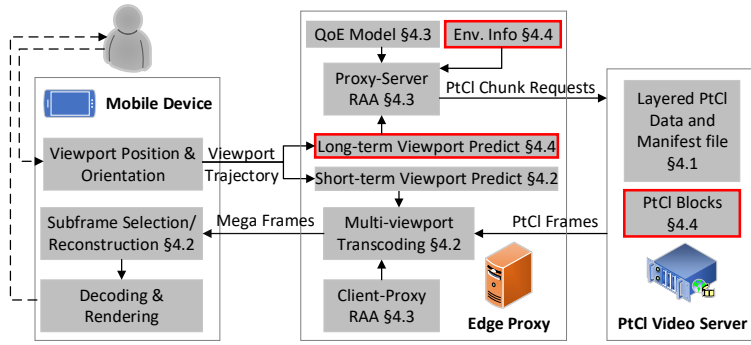 Mobile Device
Viewport Position &
Orientation
Subframe Selection/
Reconstruction §4.2
Decoding &
Rendering
Viewport
Trajectory
Mega Frames
QoE Model §4.3
Env. Info §4.4
Proxy-Server
RAA §4.3
Long-term Viewport Predict §4.4
Short-term Viewport Predict §4.2
Multi-viewport
Transcoding §4.2
Client-Proxy
RAA §4.3
Edge Proxy
PtCl Chunk Requests
PtCl Frames
Layered PtCl
Data and
Manifest file
§4.1
PtCl Blocks
§4.4
PtCl Video Server